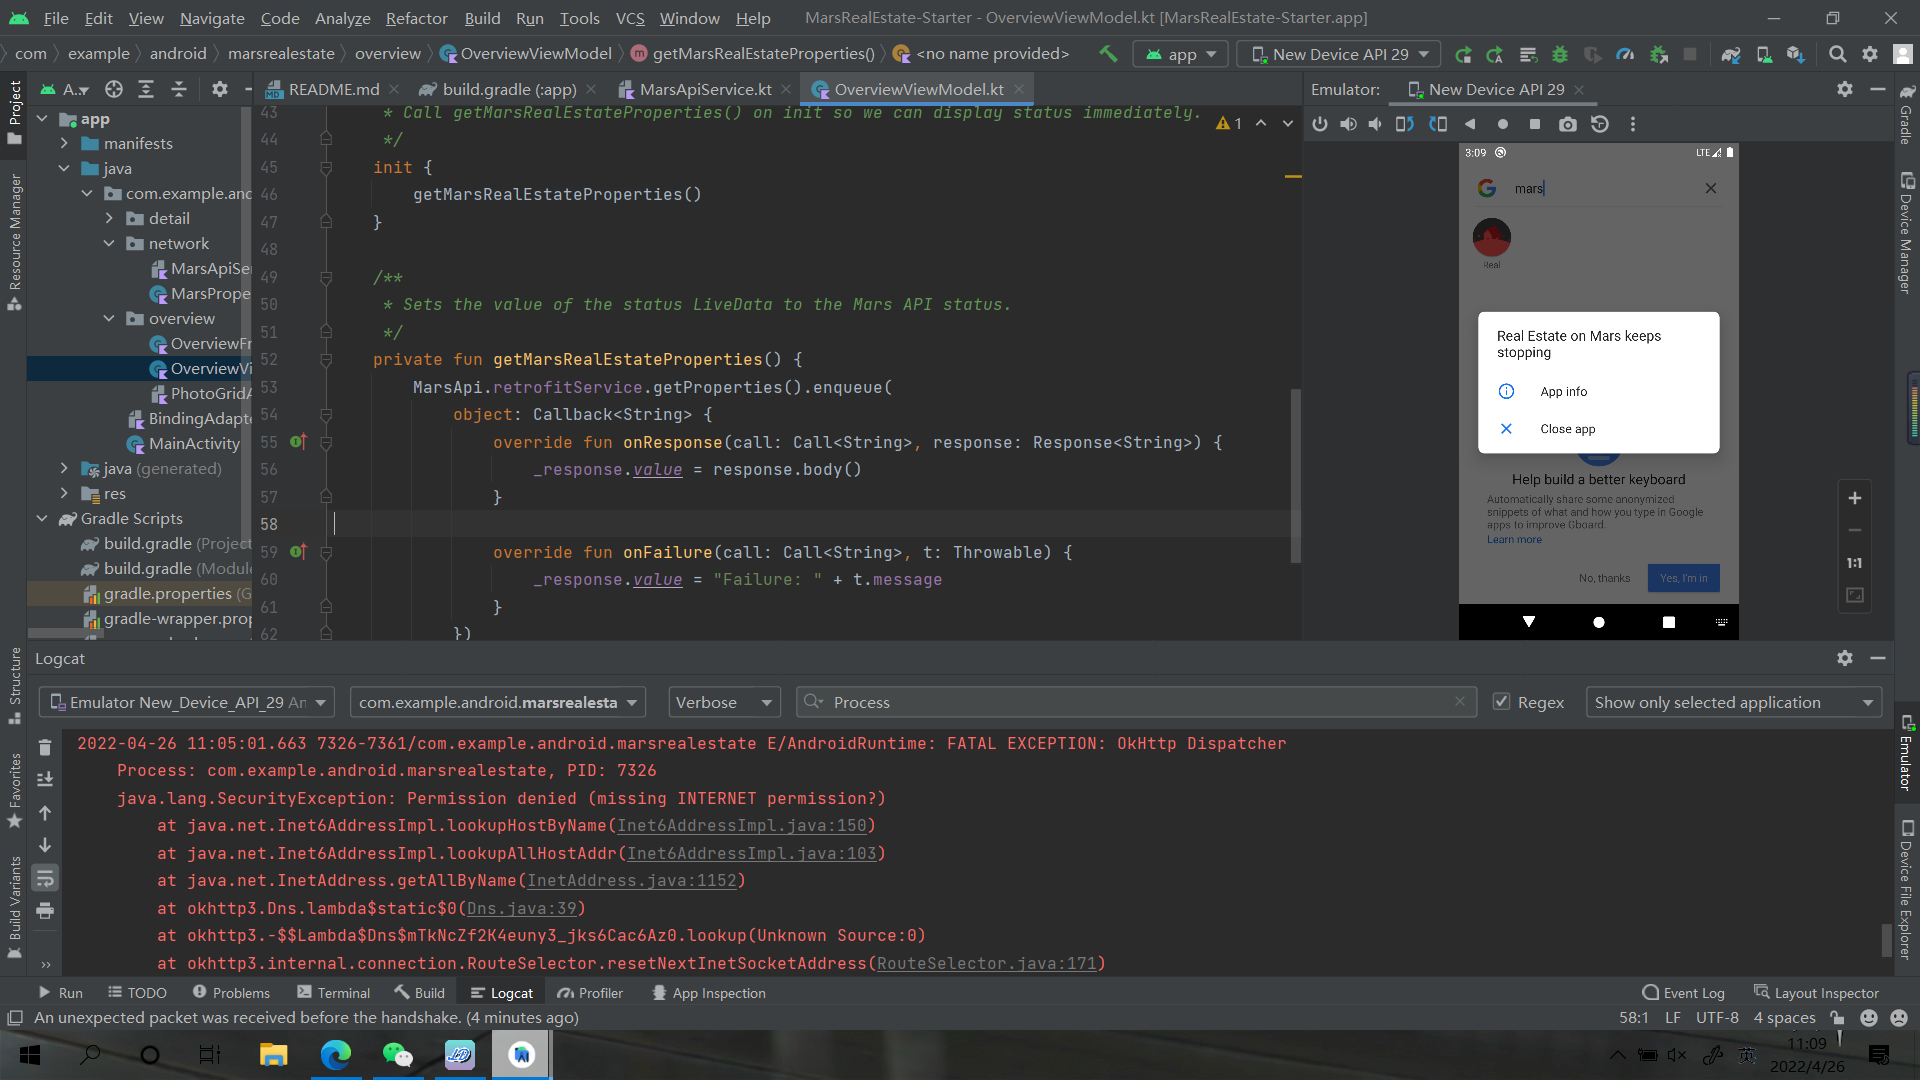 File Edit View Navigate Code Analyze Refactor Build Run Tools VCS Window Help MarsRealEstate-Starter - OverviewViewModel.kt [MarsRealEstate-Starter.app]
com example android marsrealestate overview OverviewViewModel getMarsRealEstateProperties() <no name provided> app New Device API 29
Project
Resource Manager
Structure
Favorites
Build Variants
A..
app
manifests
java
com.example.and
detail
network
MarsApiSe
MarsPrope
overview
OverviewFr
OverviewVi
PhotoGridA
BindingAdapte
MainActivity
java (generated)
res
Gradle Scripts
build.gradle (Project
build.gradle (Module
gradle.properties (G
gradle-wrapper.prop
README.md build.gradle (:app) MarsApiService.kt OverviewViewModel.kt
1
43 * Call getMarsRealEstateProperties() on init so we can display status immediately.
44 */
45 init {
46 getMarsRealEstateProperties()
47 }
48
49 /**
50 * Sets the value of the status LiveData to the Mars API status.
51 */
52 private fun getMarsRealEstateProperties() {
53 MarsApi.retrofitService.getProperties().enqueue(
54 object: Callback<String> {
55 override fun onResponse(call: Call<String>, response: Response<String>) {
56 _response.value = response.body()
57 }
58
59 override fun onFailure(call: Call<String>, t: Throwable) {
60 _response.value = "Failure: " + t.message
61 }
62 })
Emulator: New Device API 29
3:09 LTE
mars
Real
Real Estate on Mars keeps
stopping
App info
Close app
Help build a better keyboard
Automatically share some anonymized
snippets of what and how you type in Google
apps to improve Gboard.
Learn more
No, thanks Yes, I'm in
1:1
Gradle
Device Manager
Emulator
Device File Explorer
Logcat
Emulator New_Device_API_29 An com.example.android.marsrealesta Verbose Process Regex Show only selected application
2022-04-26 11:05:01.663 7326-7361/com.example.android.marsrealestate E/AndroidRuntime: FATAL EXCEPTION: OkHttp Dispatcher
Process: com.example.android.marsrealestate, PID: 7326
java.lang.SecurityException: Permission denied (missing INTERNET permission?)
at java.net.Inet6AddressImpl.lookupHostByName(Inet6AddressImpl.java:150)
at java.net.Inet6AddressImpl.lookupAllHostAddr(Inet6AddressImpl.java:103)
at java.net.InetAddress.getAllByName(InetAddress.java:1152)
at okhttp3.Dns.lambda$static$0(Dns.java:39)
at okhttp3.-$$Lambda$Dns$mTkNcZf2K4euny3_jks6Cac6Az0.lookup(Unknown Source:0)
at okhttp3.internal.connection.RouteSelector.resetNextInetSocketAddress(RouteSelector.java:171)
Run TODO Problems Terminal Build Logcat Profiler App Inspection Event Log Layout Inspector
An unexpected packet was received before the handshake. (4 minutes ago) 58:1 LF UTF-8 4 spaces
英
11:09
2022/4/26